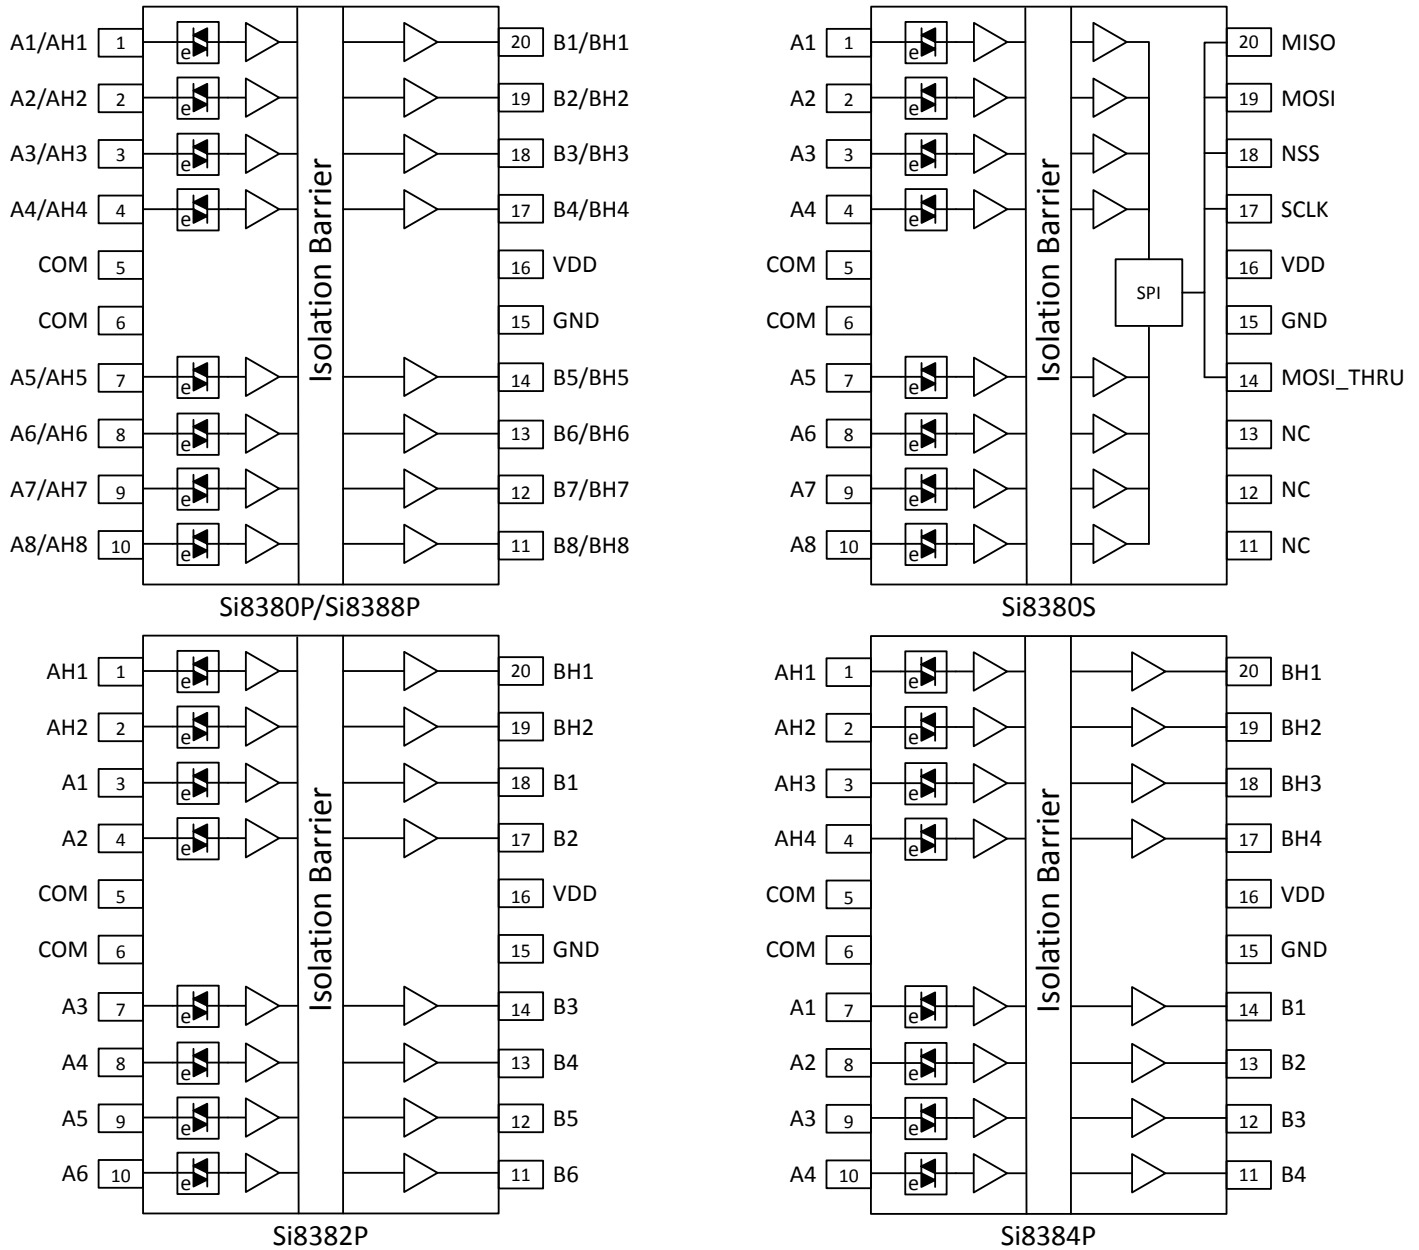 A1/AH1 1 e 20 B1/BH1
A2/AH2 2 e 19 B2/BH2
A3/AH3 3 e 18 B3/BH3
A4/AH4 4 e 17 B4/BH4
COM 5 16 VDD
COM 6 15 GND
A5/AH5 7 e 14 B5/BH5
A6/AH6 8 e 13 B6/BH6
A7/AH7 9 e 12 B7/BH7
A8/AH8 10 e 11 B8/BH8
Isolation Barrier
Si8380P/Si8388P
A1 1 e 20 MISO
A2 2 e 19 MOSI
A3 3 e 18 NSS
A4 4 e 17 SCLK
COM 5 16 VDD
SPI
COM 6 15 GND
A5 7 e 14 MOSI_THRU
A6 8 e 13 NC
A7 9 e 12 NC
A8 10 e 11 NC
Isolation Barrier
Si8380S
AH1 1 e 20 BH1
AH2 2 e 19 BH2
A1 3 e 18 B1
A2 4 e 17 B2
COM 5 16 VDD
COM 6 15 GND
A3 7 e 14 B3
A4 8 e 13 B4
A5 9 e 12 B5
A6 10 e 11 B6
Isolation Barrier
Si8382P
AH1 1 e 20 BH1
AH2 2 e 19 BH2
AH3 3 e 18 BH3
AH4 4 e 17 BH4
COM 5 16 VDD
COM 6 15 GND
A1 7 e 14 B1
A2 8 e 13 B2
A3 9 e 12 B3
A4 10 e 11 B4
Isolation Barrier
Si8384P